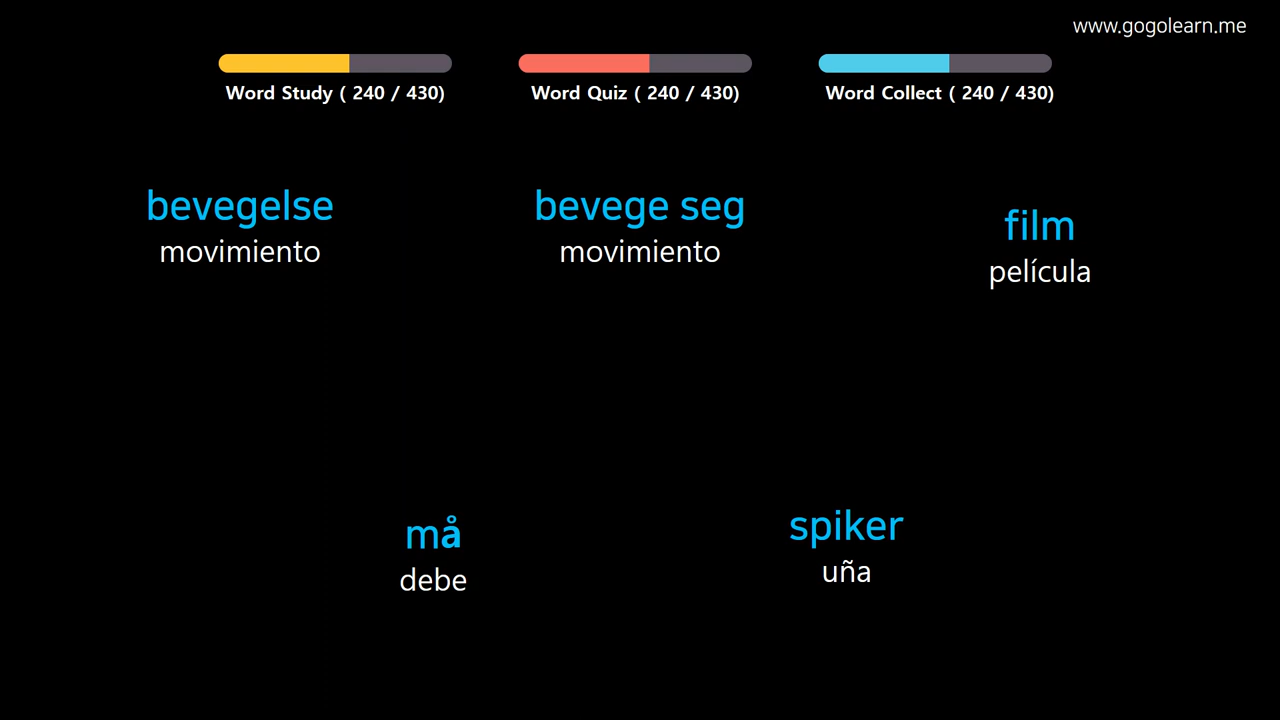 www.gogolearn.me
Word Study ( 240 / 430)
Word Quiz ( 240 / 430)
Word Collect ( 240 / 430)
bevegelse
movimiento
bevege seg
movimiento
film
película
må
debe
spiker
uña